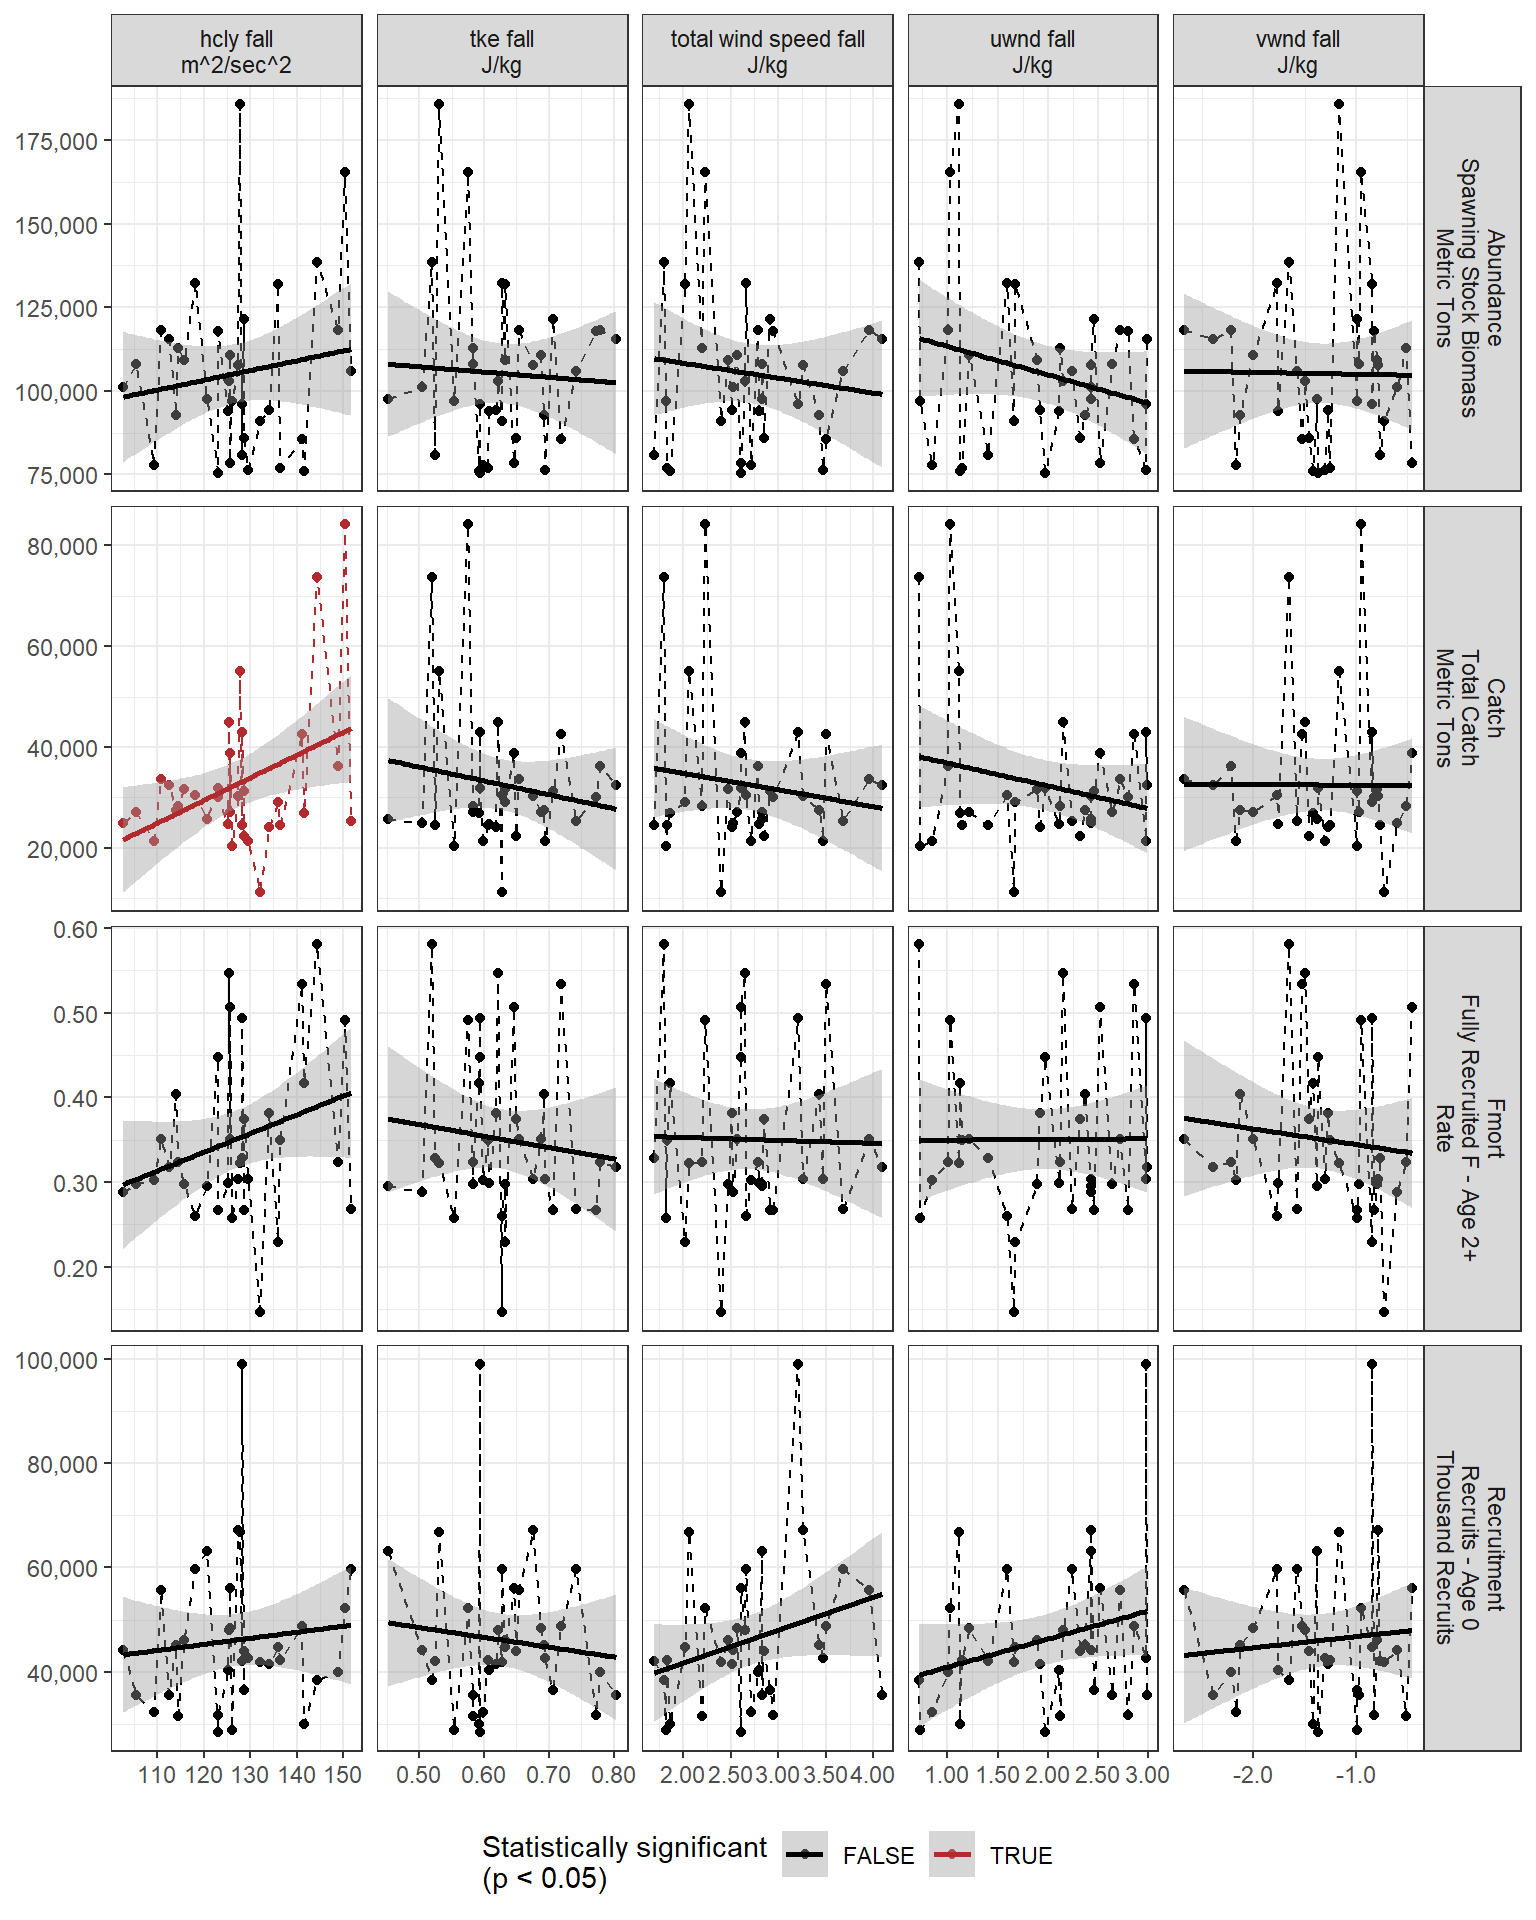 hcly fall
m^2/sec^2
tke fall
J/kg
total wind speed fall
J/kg
uwnd fall
J/kg
vwnd fall
J/kg
175,000
150,000
125,000
100,000
75,000
Abundance
Spawning Stock Biomass
Metric Tons
80,000
60,000
40,000
20,000
Catch
Total Catch
Metric Tons
0.60
0.50
0.40
0.30
0.20
Fmort
Fully Recruited F - Age 2+
Rate
100,000
80,000
60,000
40,000
Recruitment
Recruits - Age 0
Thousand Recruits
110 120 130 140 150
0.50 0.60 0.70 0.80
2.00 2.50 3.00 3.50 4.00
1.00 1.50 2.00 2.50 3.00
-2.0 -1.0
Statistically significant
(p < 0.05)
FALSE
TRUE